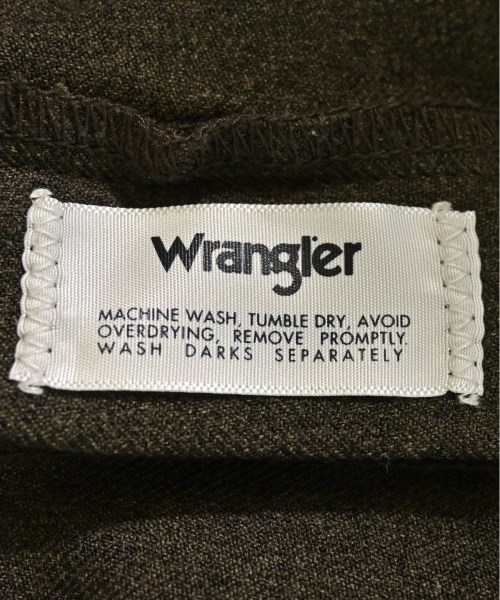 Wrangler
MACHINE WASH, TUMBLE DRY, AVOID
OVERDRYING, REMOVE PROMPTLY.
WASH DARKS SEPARATELY